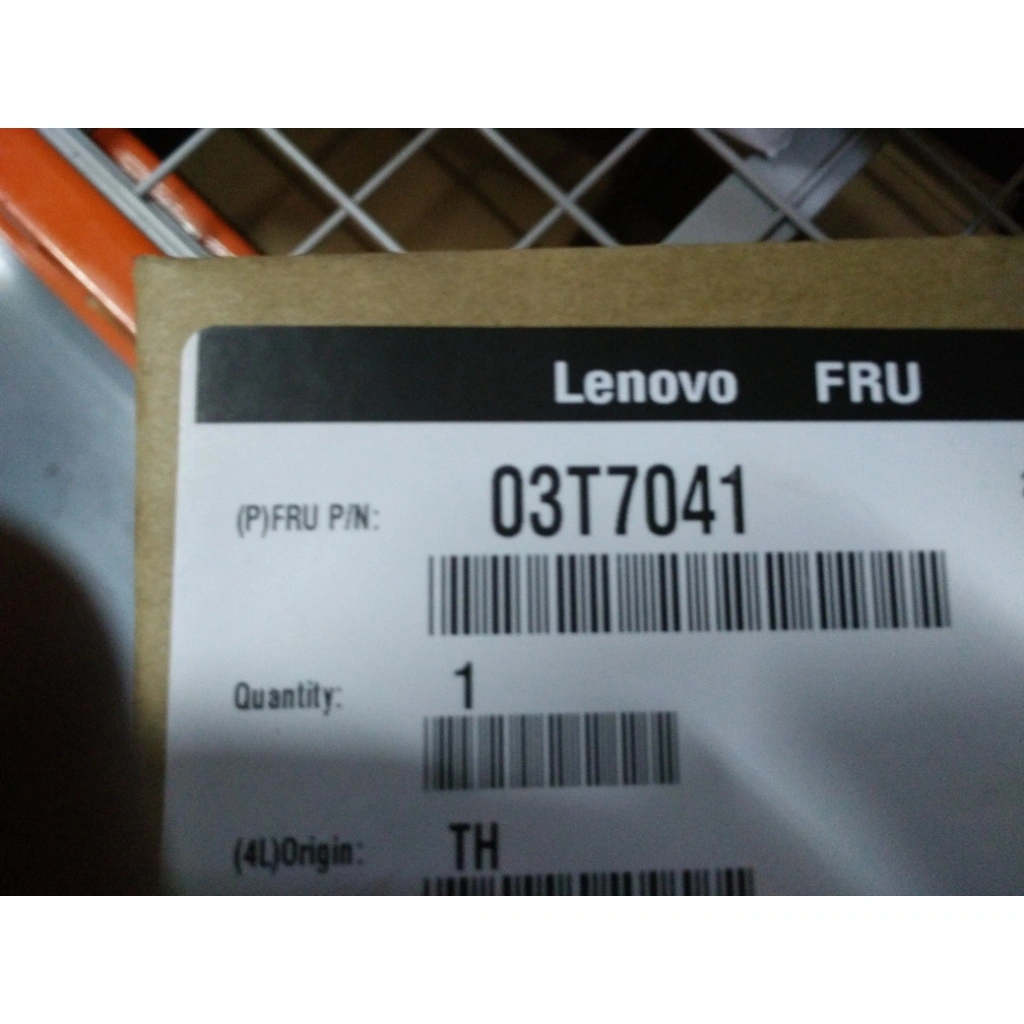 Lenovo FRU
(P)FRU P/N: 03T7041
Quantity: 1
(4L)Origin: TH